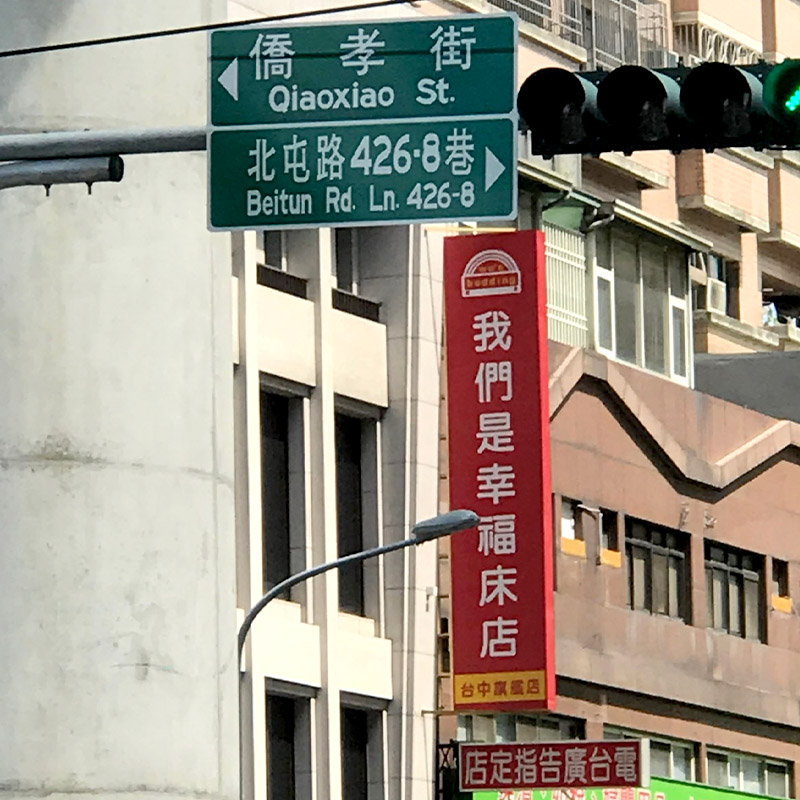 僑孝街
Qiaoxiao St.
北屯路426-8巷
Beitun Rd. Ln. 426-8
bedding
我們是幸福床店
台中旗艦店
店定指告廣台電